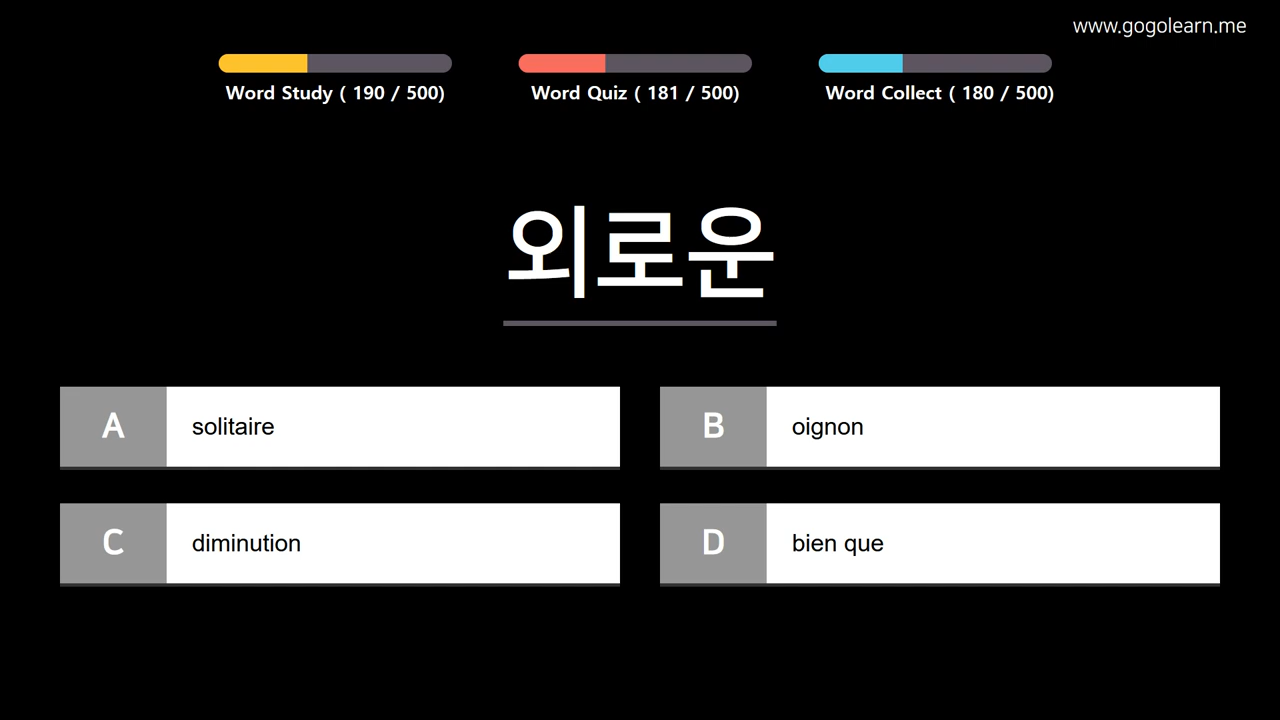 www.gogolearn.me
Word Study ( 190 / 500)
Word Quiz ( 181 / 500)
Word Collect ( 180 / 500)
외로운
A solitaire
B oignon
C diminution
D bien que